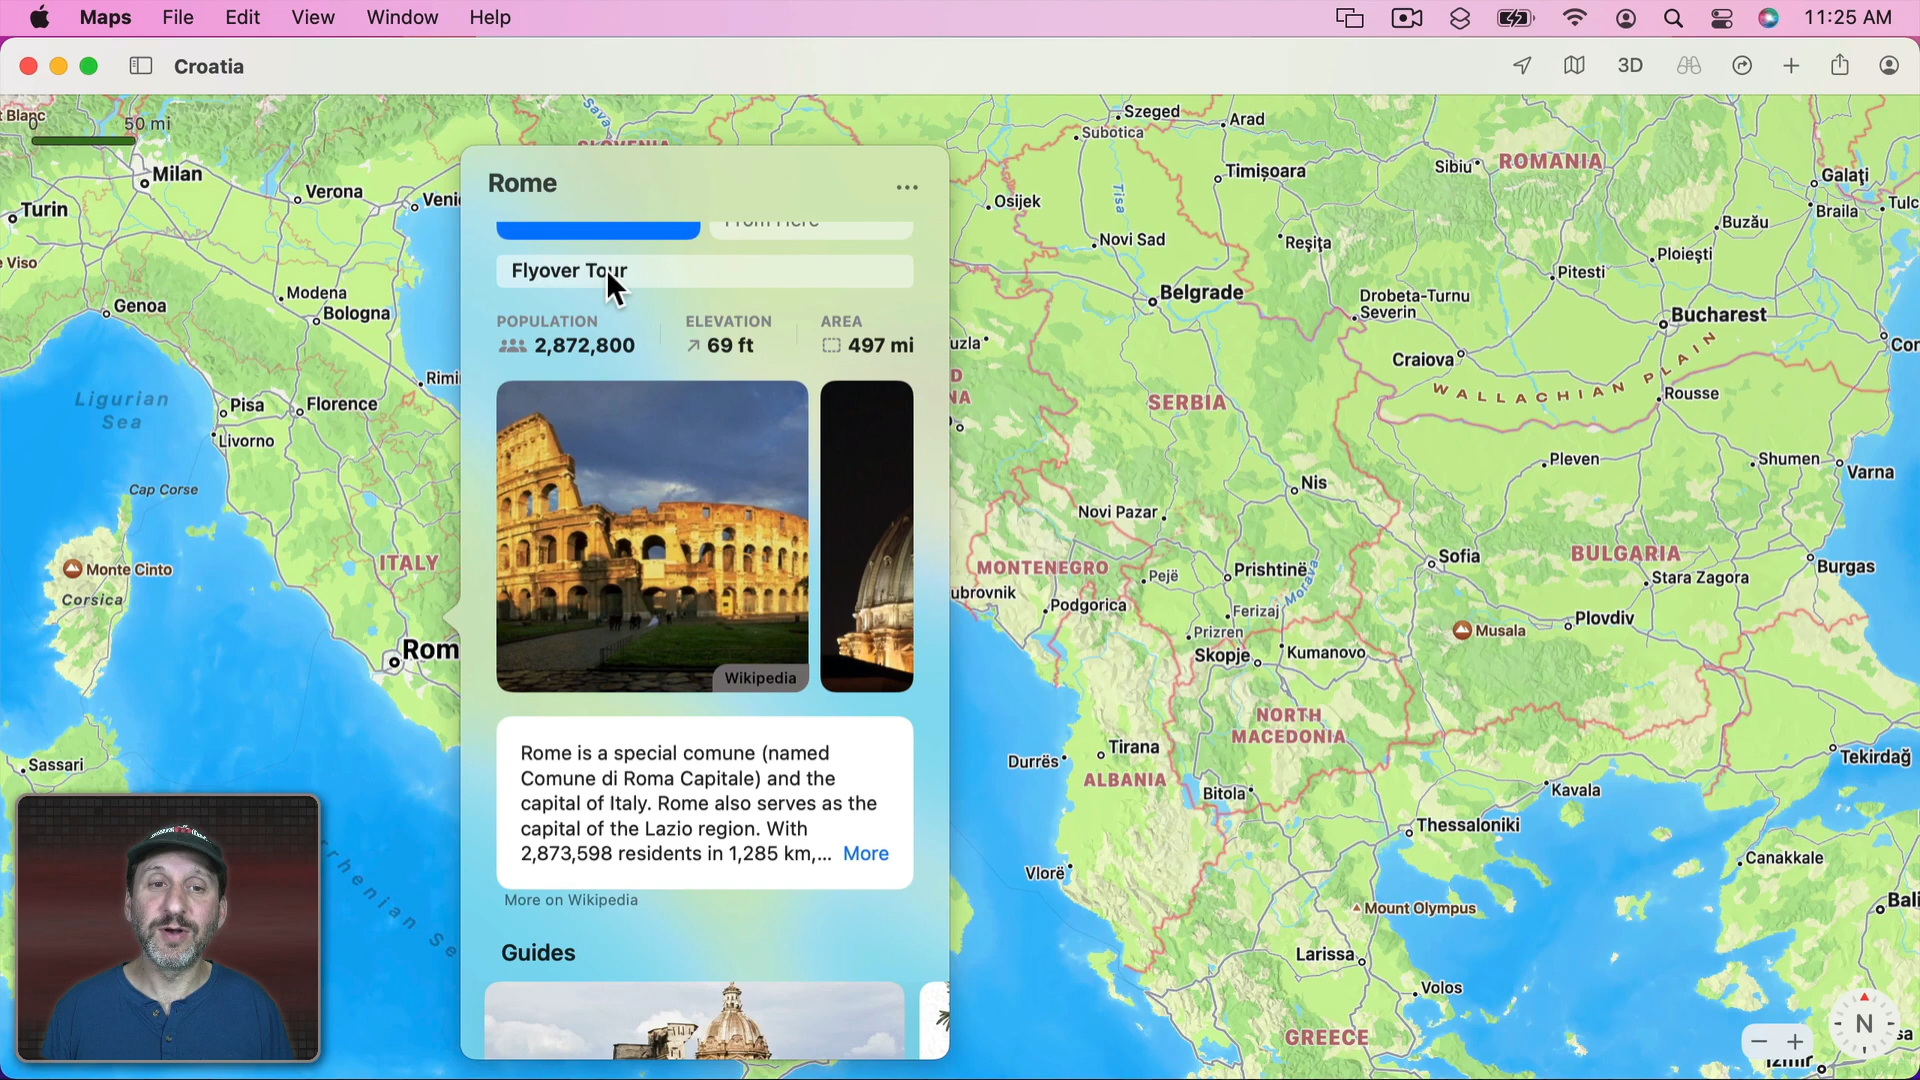 Maps File Edit View Window Help 11:25 AM
Croatia
3D
0 50 mi
Milan
Turin
Verona
Genoa
Modena
Bologna
Ligurian
Sea
Pisa
Florence
Livorno
Cap Corse
Monte Cinto
Corsica
ITALY
Sassari
Rome
Flyover Tour
POPULATION
2,872,800
ELEVATION
69 ft
AREA
497 mi
Wikipedia
Rome is a special comune (named
Comune di Roma Capitale) and the
capital of Italy. Rome also serves as the
capital of the Lazio region. With
2,873,598 residents in 1,285 km,... More
More on Wikipedia
Guides
Sava
Szeged
Subotica
Arad
Tisa
Timișoara
Sibiu
ROMANIA
Galați
Braila
Osijek
Novi Sad
Reșița
Buzău
Ploiești
Pitesti
Belgrade
Drobeta-Turnu
Severin
Bucharest
Craiova
WALLACHIAN PLAIN
Rousse
SERBIA
Nis
Pleven
Shumen
Varna
Novi Pazar
MONTENEGRO
Pejë
Prishtinë
Morava
Sofia
BULGARIA
Burgas
Stara Zagora
Podgorica
Ferizaj
Prizren
Musala
Plovdiv
Skopje
Kumanovo
NORTH
MACEDONIA
Tirana
Durrës
ALBANIA
Bitola
Tekirdağ
Kavala
Thessaloniki
Canakkale
Vlorë
Mount Olympus
Larissa
Volos
GREECE
N